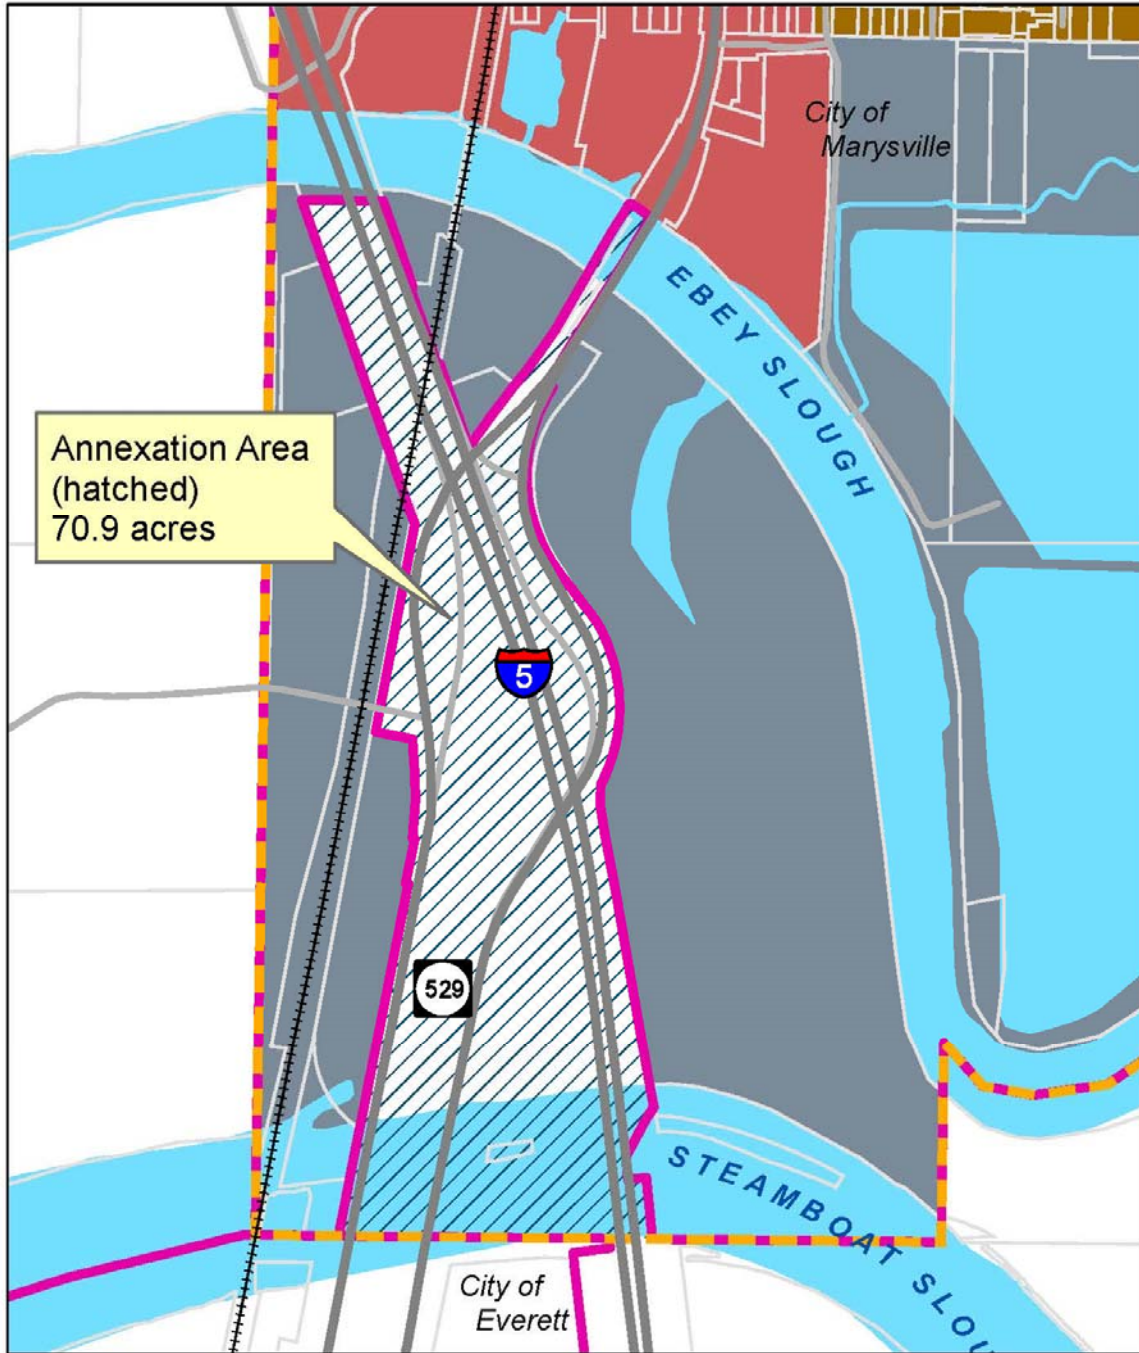 City of
Marysville
EBEY SLOUGH
Annexation Area
(hatched)
70.9 acres
5
529
STEAMBOAT SLOU
City of
Everett